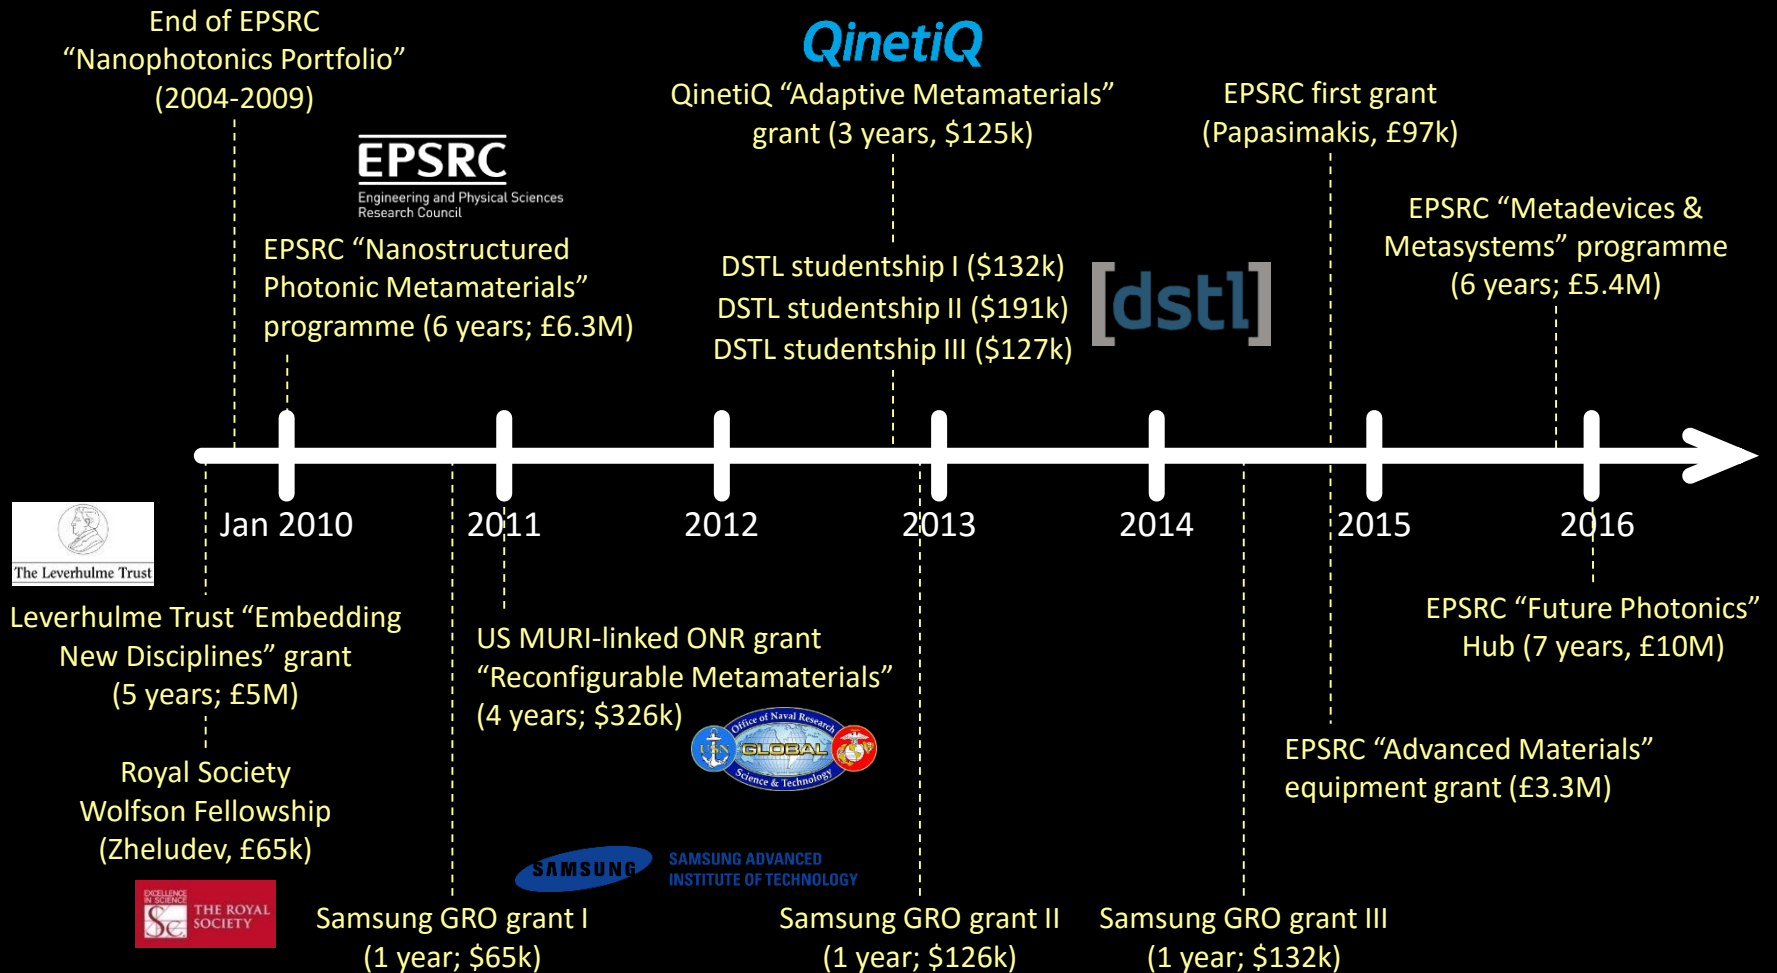 End of EPSRC
“Nanophotonics Portfolio”
(2004-2009)
EPSRC
Engineering and Physical Sciences
Research Council
EPSRC “Nanostructured
Photonic Metamaterials”
programme (6 years; £6.3M)
QinetiQ
QinetiQ “Adaptive Metamaterials”
grant (3 years, $125k)
DSTL studentship I ($132k)
DSTL studentship II ($191k)
DSTL studentship III ($127k)
[dstl]
EPSRC first grant
(Papasimakis, £97k)
EPSRC “Metadevices &
Metasystems” programme
(6 years; £5.4M)
Jan 2010
2011
2012
2013
2014
2015
2016
The Leverhulme Trust
Leverhulme Trust “Embedding
New Disciplines” grant
(5 years; £5M)
Royal Society
Wolfson Fellowship
(Zheludev, £65k)
EXCELLENCE
IN SCIENCE
THE ROYAL
SOCIETY
US MURI-linked ONR grant
“Reconfigurable Metamaterials”
(4 years; $326k)
Office of Naval Research
USN
GLOBAL
Science & Technology
SAMSUNG
SAMSUNG ADVANCED
INSTITUTE OF TECHNOLOGY
Samsung GRO grant I
(1 year; $65k)
Samsung GRO grant II
(1 year; $126k)
Samsung GRO grant III
(1 year; $132k)
EPSRC “Advanced Materials”
equipment grant (£3.3M)
EPSRC “Future Photonics”
Hub (7 years, £10M)